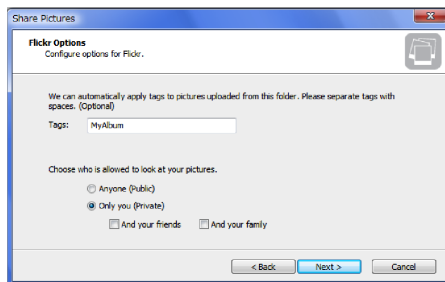 Share Pictures
Flickr Options
Configure options for Flickr.
We can automatically apply tags to pictures uploaded from this folder. Please separate tags with
spaces. (Optional)
Tags: MyAlbum
Choose who is allowed to look at your pictures.
Anyone (Public)
Only you (Private)
And your friends And your family
< Back Next > Cancel